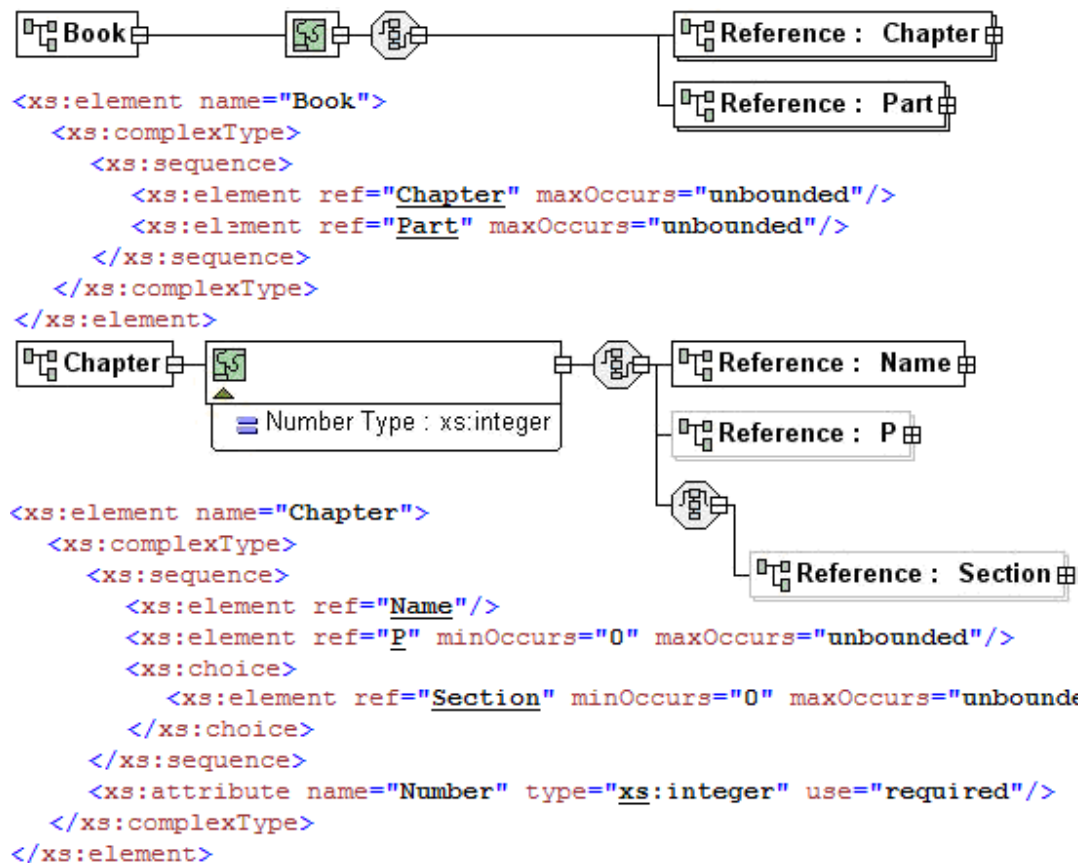 Book
Reference : Chapter
Reference : Part
<xs:element name="Book">
<xs:complexType>
<xs:sequence>
<xs:element ref="Chapter" maxOccurs="unbounded"/>
<xs:element ref="Part" maxOccurs="unbounded"/>
</xs:sequence>
</xs:complexType>
</xs:element>
Chapter
Number Type : xs:integer
Reference : Name
Reference : P
Reference : Section
<xs:element name="Chapter">
<xs:complexType>
<xs:sequence>
<xs:element ref="Name"/>
<xs:element ref="P" minOccurs="0" maxOccurs="unbounded"/>
<xs:choice>
<xs:element ref="Section" minOccurs="0" maxOccurs="unbounde
</xs:choice>
</xs:sequence>
<xs:attribute name="Number" type="xs:integer" use="required"/>
</xs:complexType>
</xs:element>